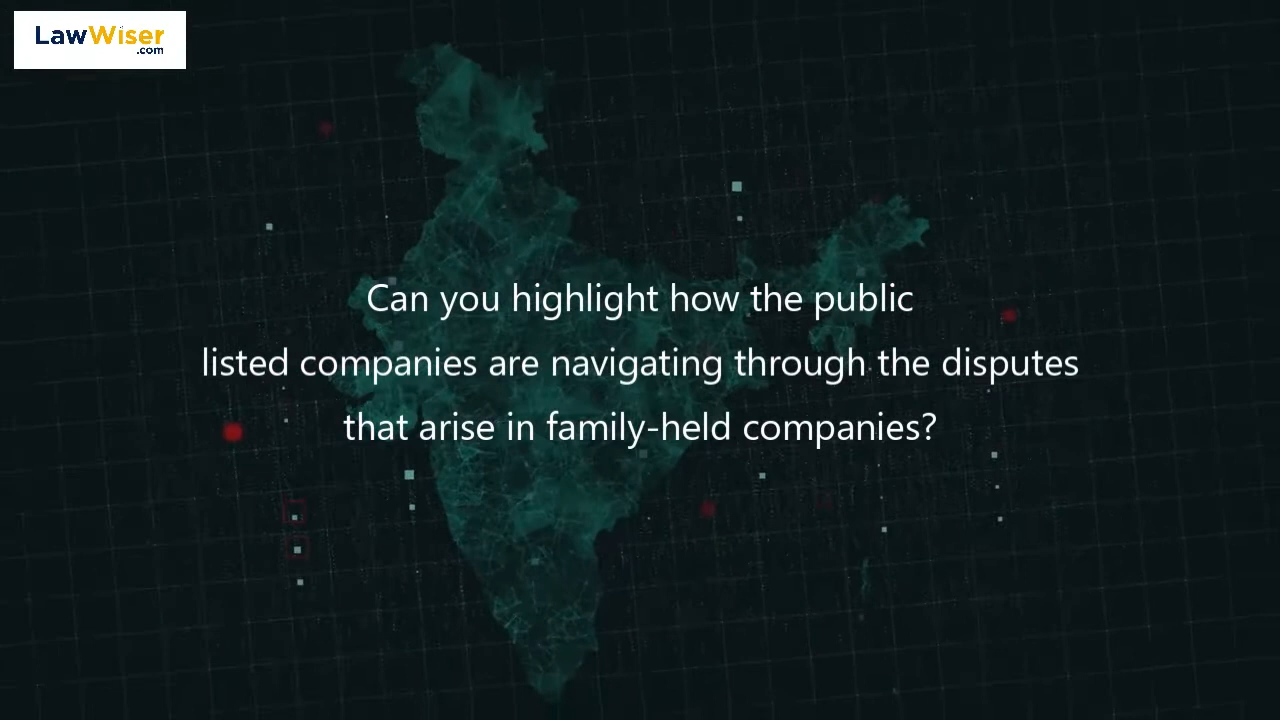 LawWiser
.com
Can you highlight how the public
listed companies are navigating through the disputes
that arise in family-held companies?